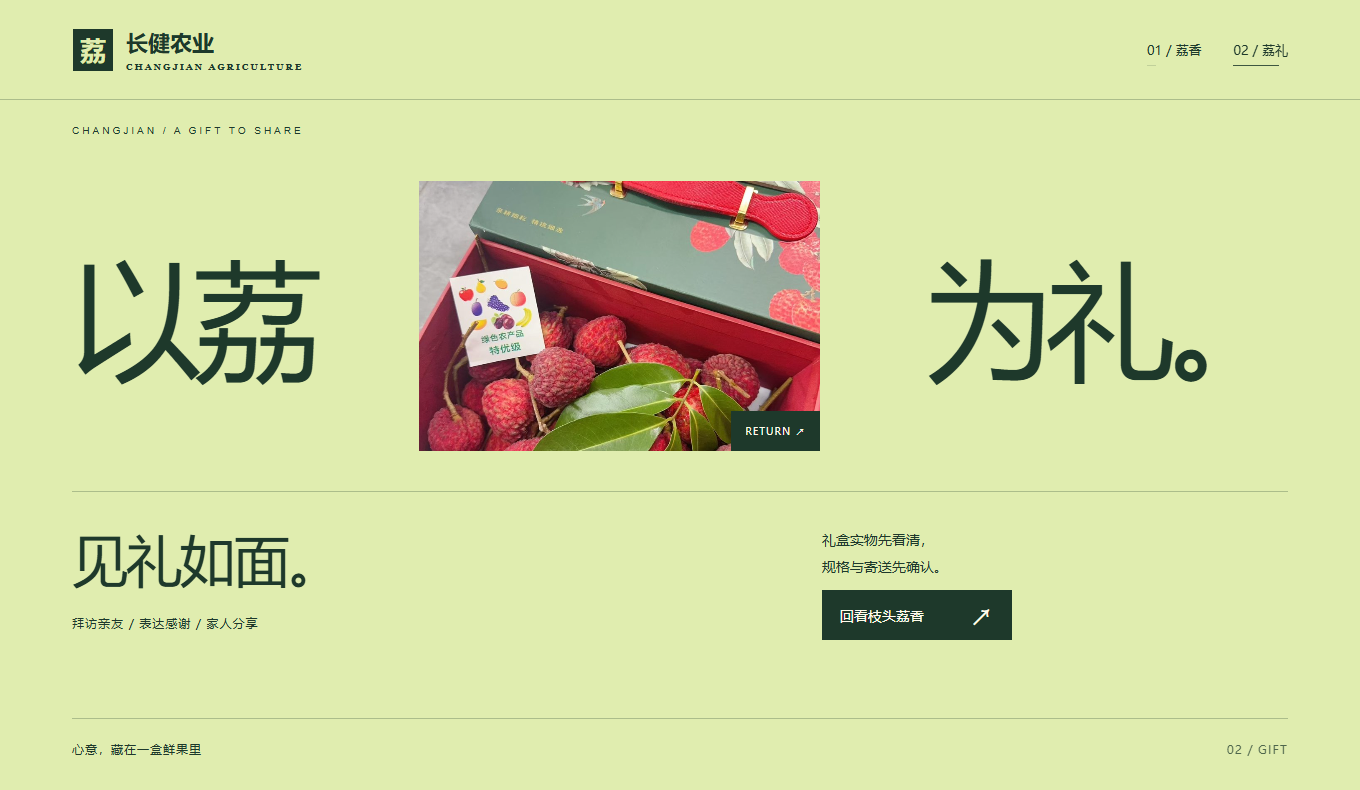 荔
长健农业
CHANGJIAN AGRICULTURE
01 / 荔香
02 / 荔礼
CHANGJIAN / A GIFT TO SHARE
以荔
绿色农产品
特优级
RETURN ↗
为礼。
见礼如面。
拜访亲友 / 表达感谢 / 家人分享
礼盒实物先看清，
规格与寄送先确认。
回看枝头荔香 ↗
心意，藏在一盒鲜果里
02 / GIFT